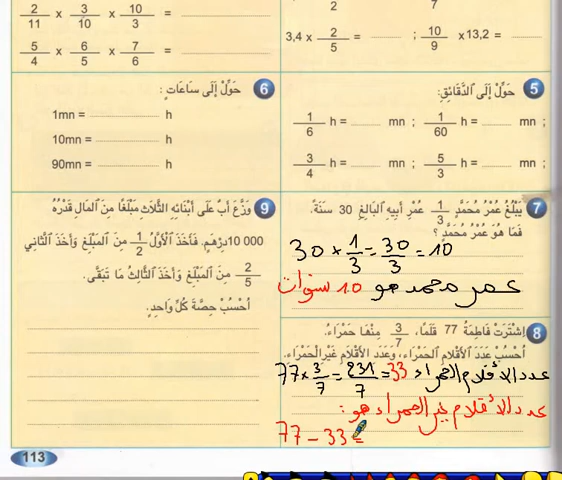 2/11 × 3/10 × 10/3 = ..........
5/4 × 6/5 × 7/6 = ..........
2
7
3,4 × 2/5 = .......... ; 10/9 × 13,2 = ..........
5 حَوِّلْ إِلَى الدَّقَائِقِ:
1/6 h = .......... mn ; 1/60 h = .......... mn ;
3/4 h = .......... mn ; 5/3 h = .......... mn ;
6 حَوِّلْ إِلَى سَاعَاتٍ:
1mn = .......... h
10mn = .......... h
90mn = .......... h
7 يَبْلُغُ عُمْرُ مُحَمَّدٍ 1/3 عُمْرِ أَبِيهِ الْبَالِغِ 30 سَنَةً.
فَمَا هُوَ عُمْرُ مُحَمَّدٍ ؟
30 × 1/3 = 30/3 = 10
عمر محمد هو 10 سنوات
8 اِشْتَرَتْ فَاطِمَةُ 77 قَلَمًا، 3/7 مِنْهَا حَمْرَاءُ.
اُحْسُبْ عَدَدَ الْأَقْلَامِ الْحَمْرَاءِ، وَعَدَدَ الْأَقْلَامِ غَيْرِ الْحَمْرَاءِ.
عدد الأقلام الحمراء 77 × 3/7 = 231/7 = 33
عدد الأقلام غير الحمراء هو:
77 − 33 =
9 وَزَّعَ أَبٌ عَلَى أَبْنَائِهِ الثَّلَاثِ مَبْلَغًا مِنَ الْمَالِ قَدْرُهُ
10 000 دِرْهَمٍ. فَأَخَذَ الْأَوَّلُ 1/2 مِنَ الْمَبْلَغِ وَأَخَذَ الثَّانِي
2/5 مِنَ الْمَبْلَغِ وَأَخَذَ الثَّالِثُ مَا تَبَقَّى.
اُحْسُبْ حِصَّةَ كُلِّ وَاحِدٍ.
113